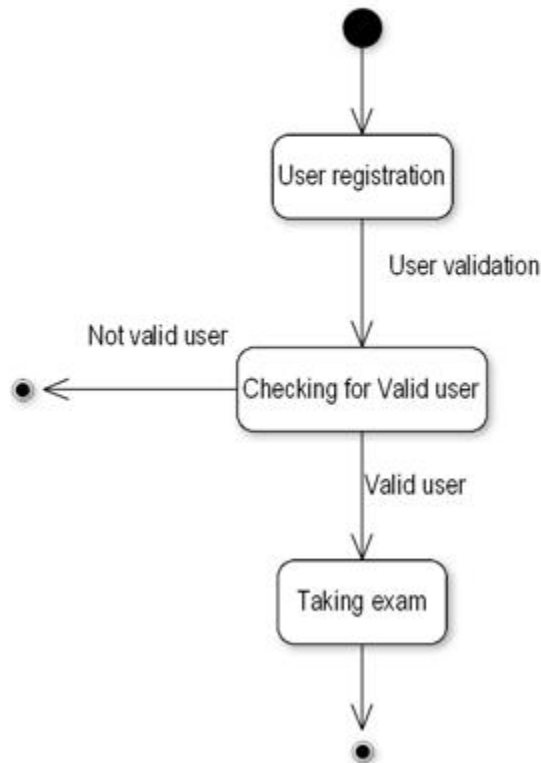 User registration
User validation
Not valid user
Checking for Valid user
Valid user
Taking exam